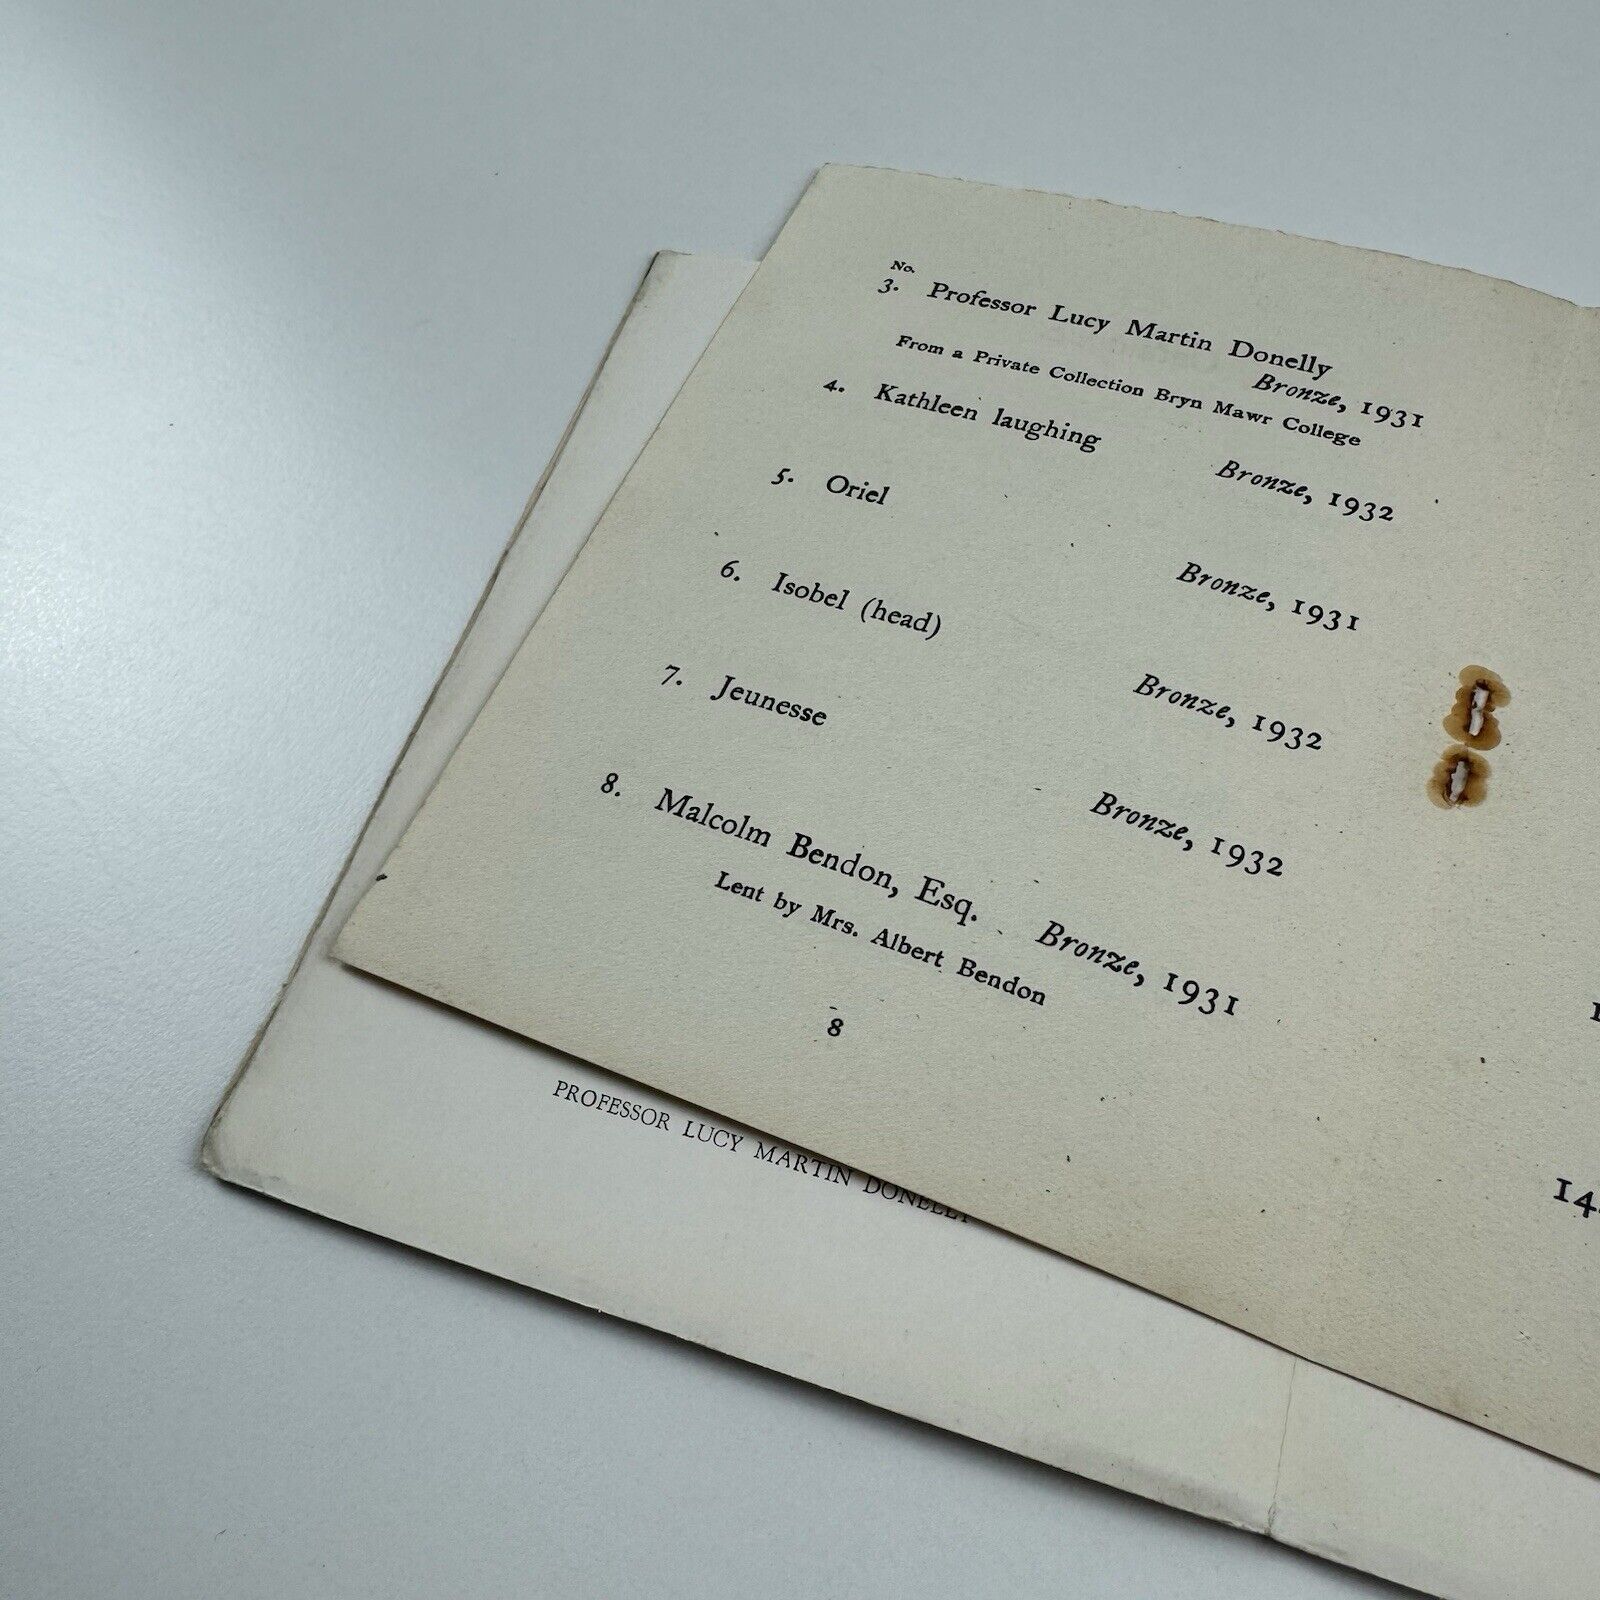 No.
3. Professor Lucy Martin Donelly
Bronze, 1931
From a Private Collection Bryn Mawr College
4. Kathleen laughing Bronze, 1932
5. Oriel Bronze, 1931
6. Isobel (head) Bronze, 1932
7. Jeunesse Bronze, 1932
8. Malcolm Bendon, Esq. Bronze, 1931
Lent by Mrs. Albert Bendon
8
PROFESSOR LUCY MARTIN DONELLY